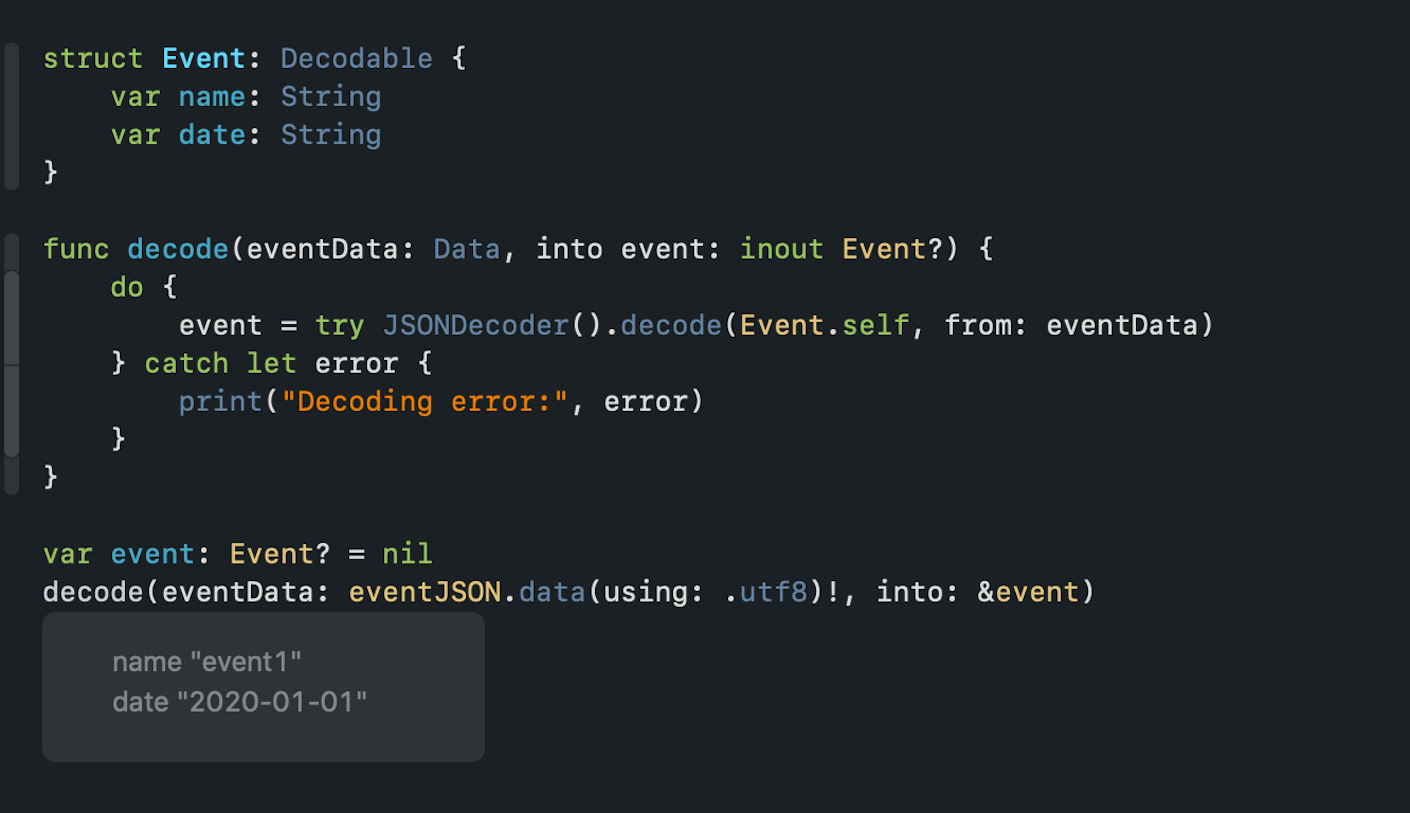 struct Event: Decodable {
    var name: String
    var date: String
}
func decode(eventData: Data, into event: inout Event?) {
    do {
        event = try JSONDecoder().decode(Event.self, from: eventData)
    } catch let error {
        print("Decoding error:", error)
    }
}
var event: Event? = nil
decode(eventData: eventJSON.data(using: .utf8)!, into: &event)
name "event1"
date "2020-01-01"